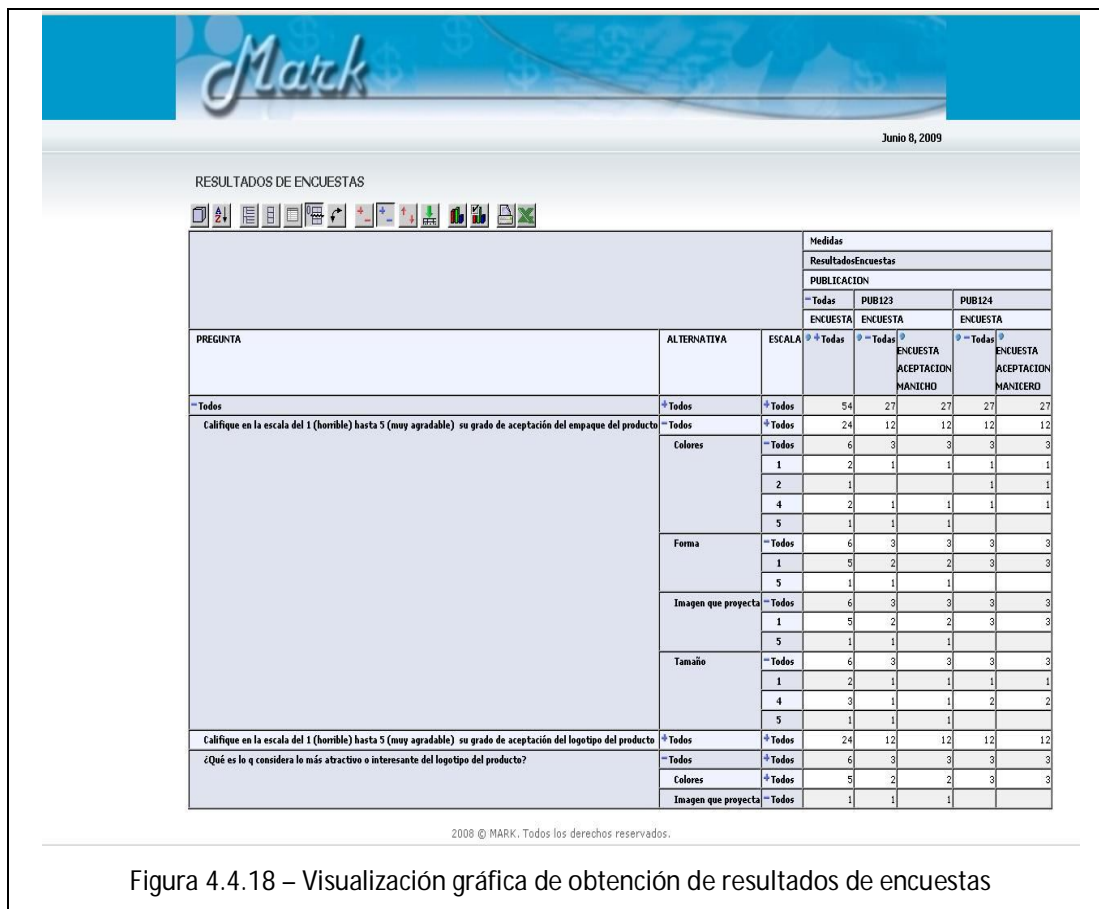 Mark
Junio 8, 2009
RESULTADOS DE ENCUESTAS
Medidas
ResultadosEncuestas
PUBLICACION
Todas PUB123 PUB124
ENCUESTA ENCUESTA ENCUESTA
PREGUNTA ALTERNATIVA ESCALA Todas Todas ENCUESTA ACEPTACION MANICHO Todas ENCUESTA ACEPTACION MANICERO
Todos Todos Todos 54 27 27 27 27
Califique en la escala del 1 (horrible) hasta 5 (muy agradable) su grado de aceptación del empaque del producto Todos Todos 24 12 12 12 12
Colores Todos 6 3 3 3 3
1 2 1 1 1 1
2 1 1 1
4 2 1 1 1 1
5 1 1 1
Forma Todos 6 3 3 3 3
1 5 2 2 3 3
5 1 1 1
Imagen que proyecta Todos 6 3 3 3 3
1 5 2 2 3 3
5 1 1 1
Tamaño Todos 6 3 3 3 3
1 2 1 1 1 1
4 3 1 1 2 2
5 1 1 1
Califique en la escala del 1 (horrible) hasta 5 (muy agradable) su grado de aceptación del logotipo del producto Todos Todos 24 12 12 12 12
¿Qué es lo q considera lo más atractivo o interesante del logotipo del producto? Todos Todos 6 3 3 3 3
Colores Todos 5 2 2 3 3
Imagen que proyecta Todos 1 1 1
2008 © MARK. Todos los derechos reservados.
Figura 4.4.18 – Visualización gráfica de obtención de resultados de encuestas